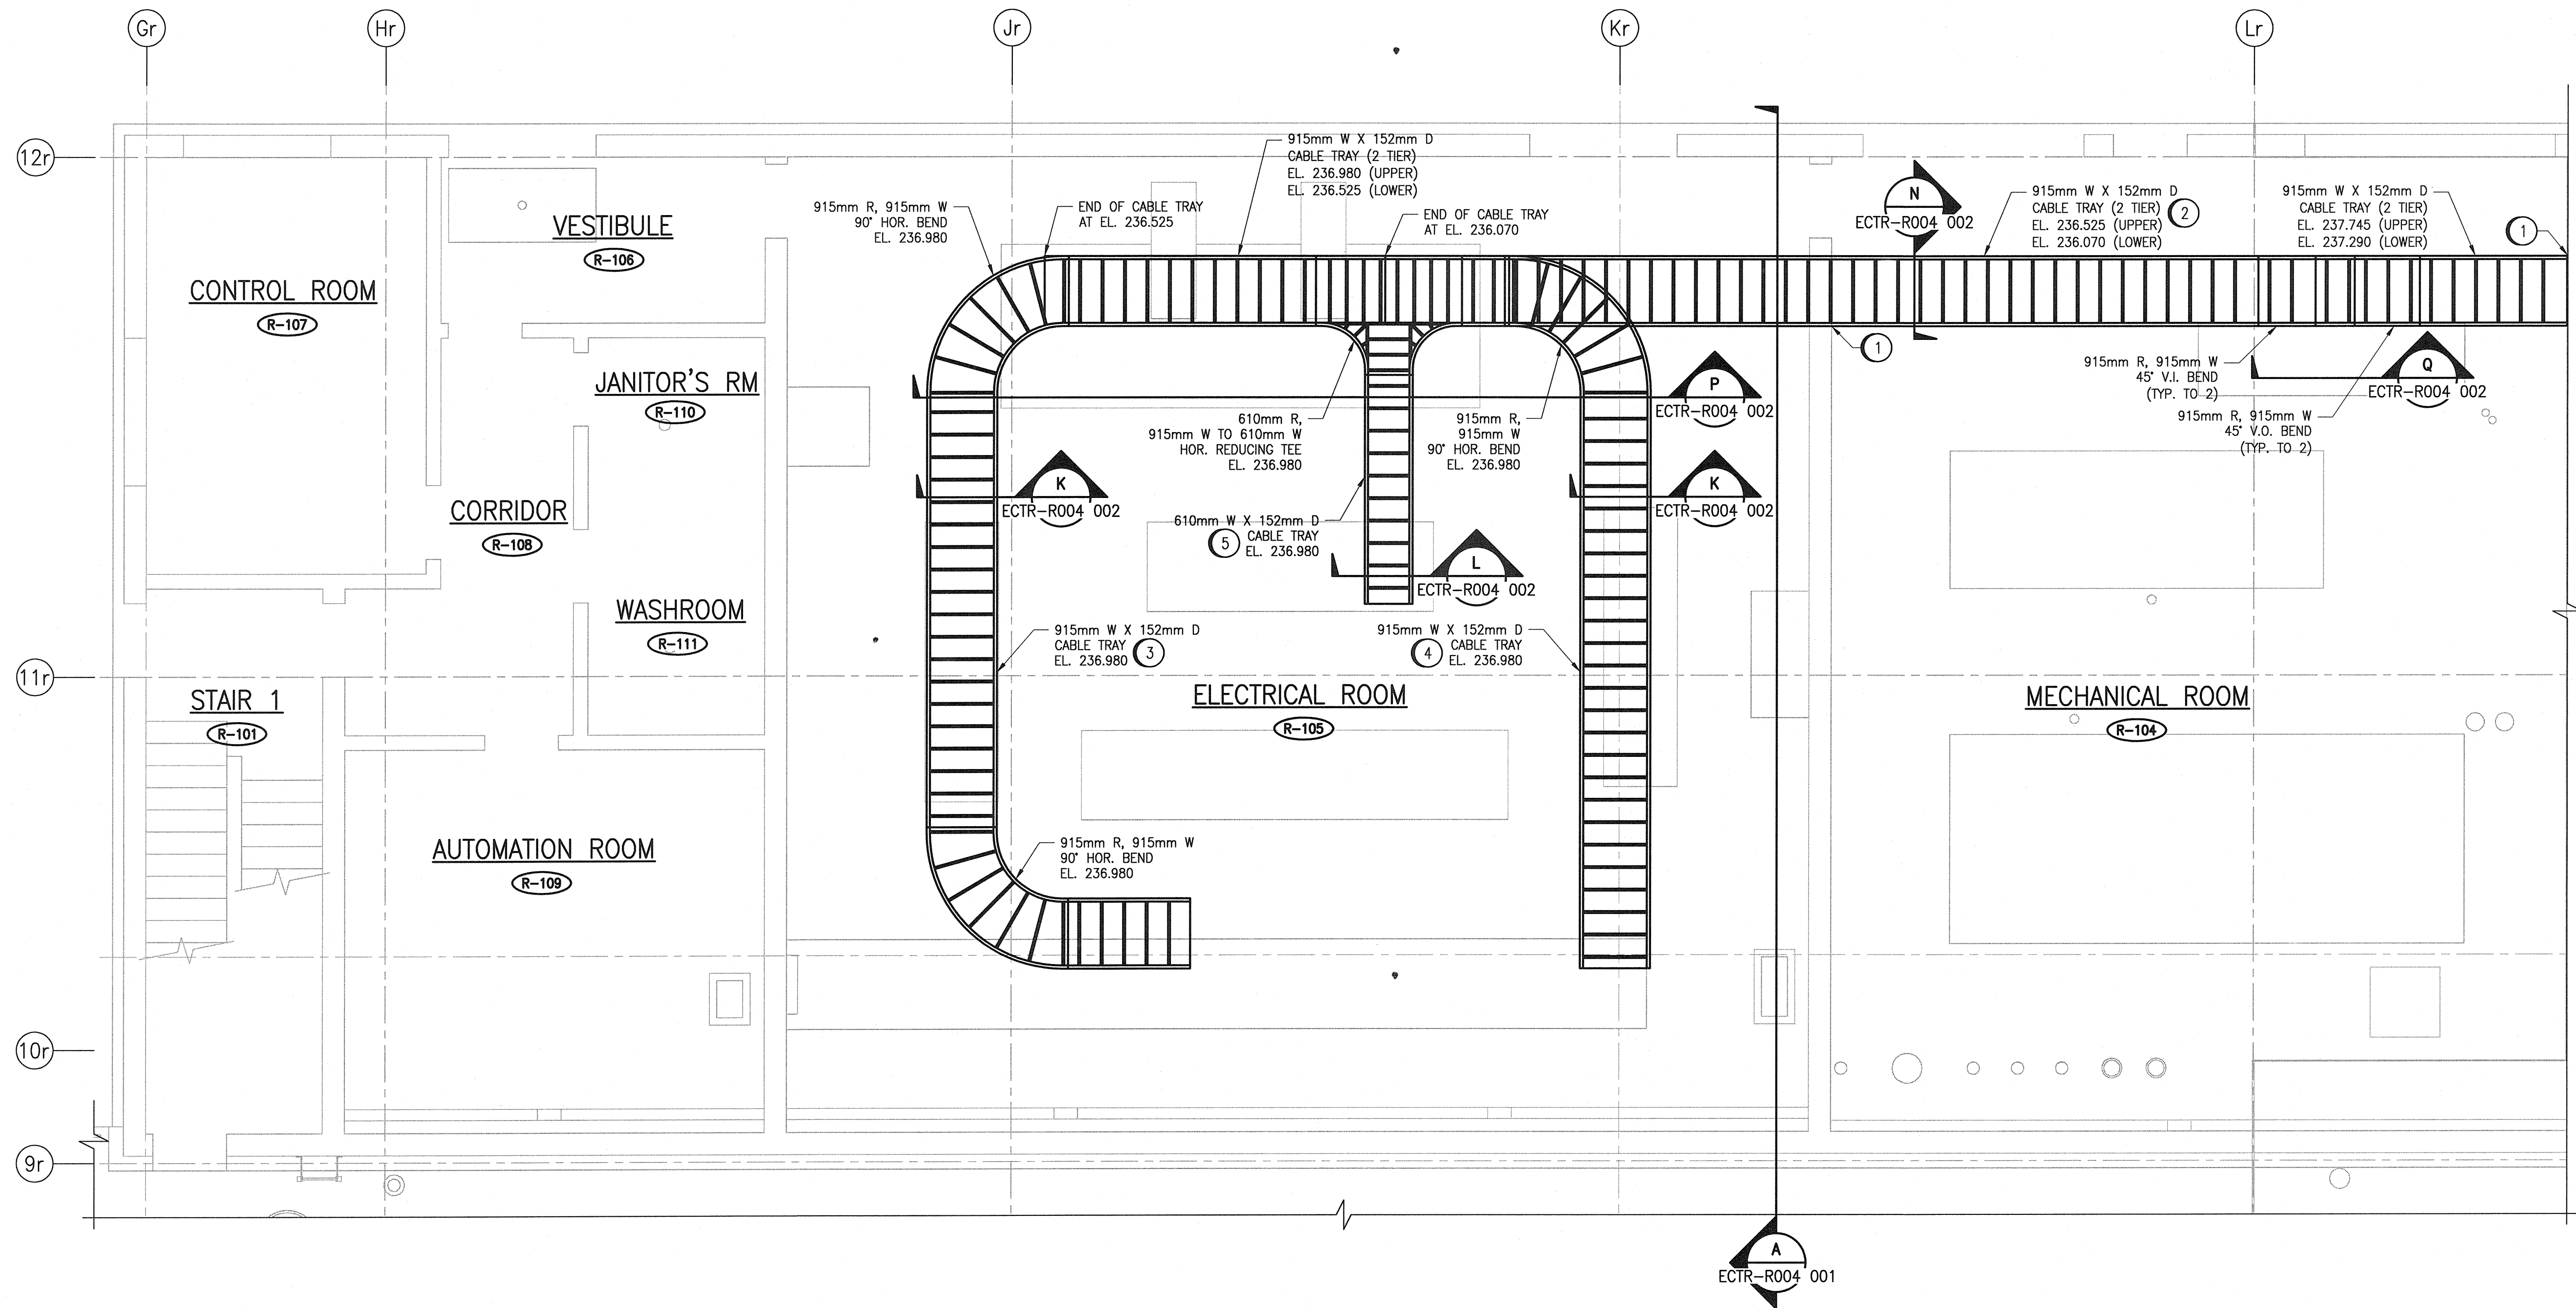 Gr
Hr
Jr
Kr
Lr
12r
11r
10r
9r
915mm W X 152mm D
CABLE TRAY (2 TIER)
EL. 236.980 (UPPER)
EL. 236.525 (LOWER)
915mm R, 915mm W
90° HOR. BEND
EL. 236.980
END OF CABLE TRAY
AT EL. 236.525
END OF CABLE TRAY
AT EL. 236.070
N
ECTR-R004 002
915mm W X 152mm D
CABLE TRAY (2 TIER) 2
EL. 236.525 (UPPER)
EL. 236.070 (LOWER)
915mm W X 152mm D
CABLE TRAY (2 TIER)
EL. 237.745 (UPPER)
EL. 237.290 (LOWER)
1
VESTIBULE
R-106
CONTROL ROOM
R-107
1
JANITOR'S RM
R-110
P
ECTR-R004 002
915mm R, 915mm W
45° V.I. BEND
(TYP. TO 2)
Q
ECTR-R004 002
915mm R, 915mm W
45° V.O. BEND
(TYP. TO 2)
610mm R,
915mm W TO 610mm W
HOR. REDUCING TEE
EL. 236.980
915mm R,
915mm W
90° HOR. BEND
EL. 236.980
K
ECTR-R004 002
K
ECTR-R004 002
CORRIDOR
R-108
610mm W X 152mm D
5 CABLE TRAY
EL. 236.980
L
ECTR-R004 002
WASHROOM
R-111
915mm W X 152mm D
CABLE TRAY
EL. 236.980 3
915mm W X 152mm D
4 CABLE TRAY
EL. 236.980
STAIR 1
R-101
ELECTRICAL ROOM
R-105
MECHANICAL ROOM
R-104
AUTOMATION ROOM
R-109
915mm R, 915mm W
90° HOR. BEND
EL. 236.980
A
ECTR-R004 001